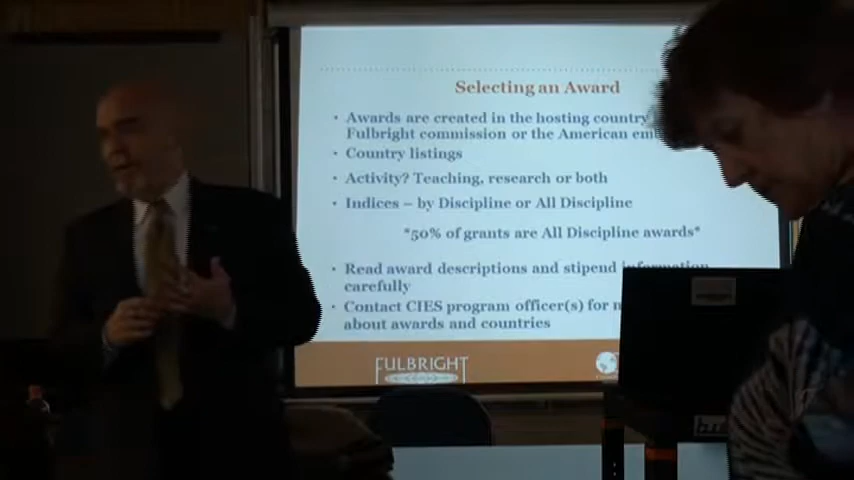 Selecting an Award
• Awards are created in the hosting country
Fulbright commission or the American
• Country listings
• Activity? Teaching, research or both
• Indices – by Discipline or All Discipline
*50% of grants are All Discipline awards*
• Read award descriptions and stipend information
carefully
• Contact CIES program officer(s) for
about awards and countries
FULBRIGHT